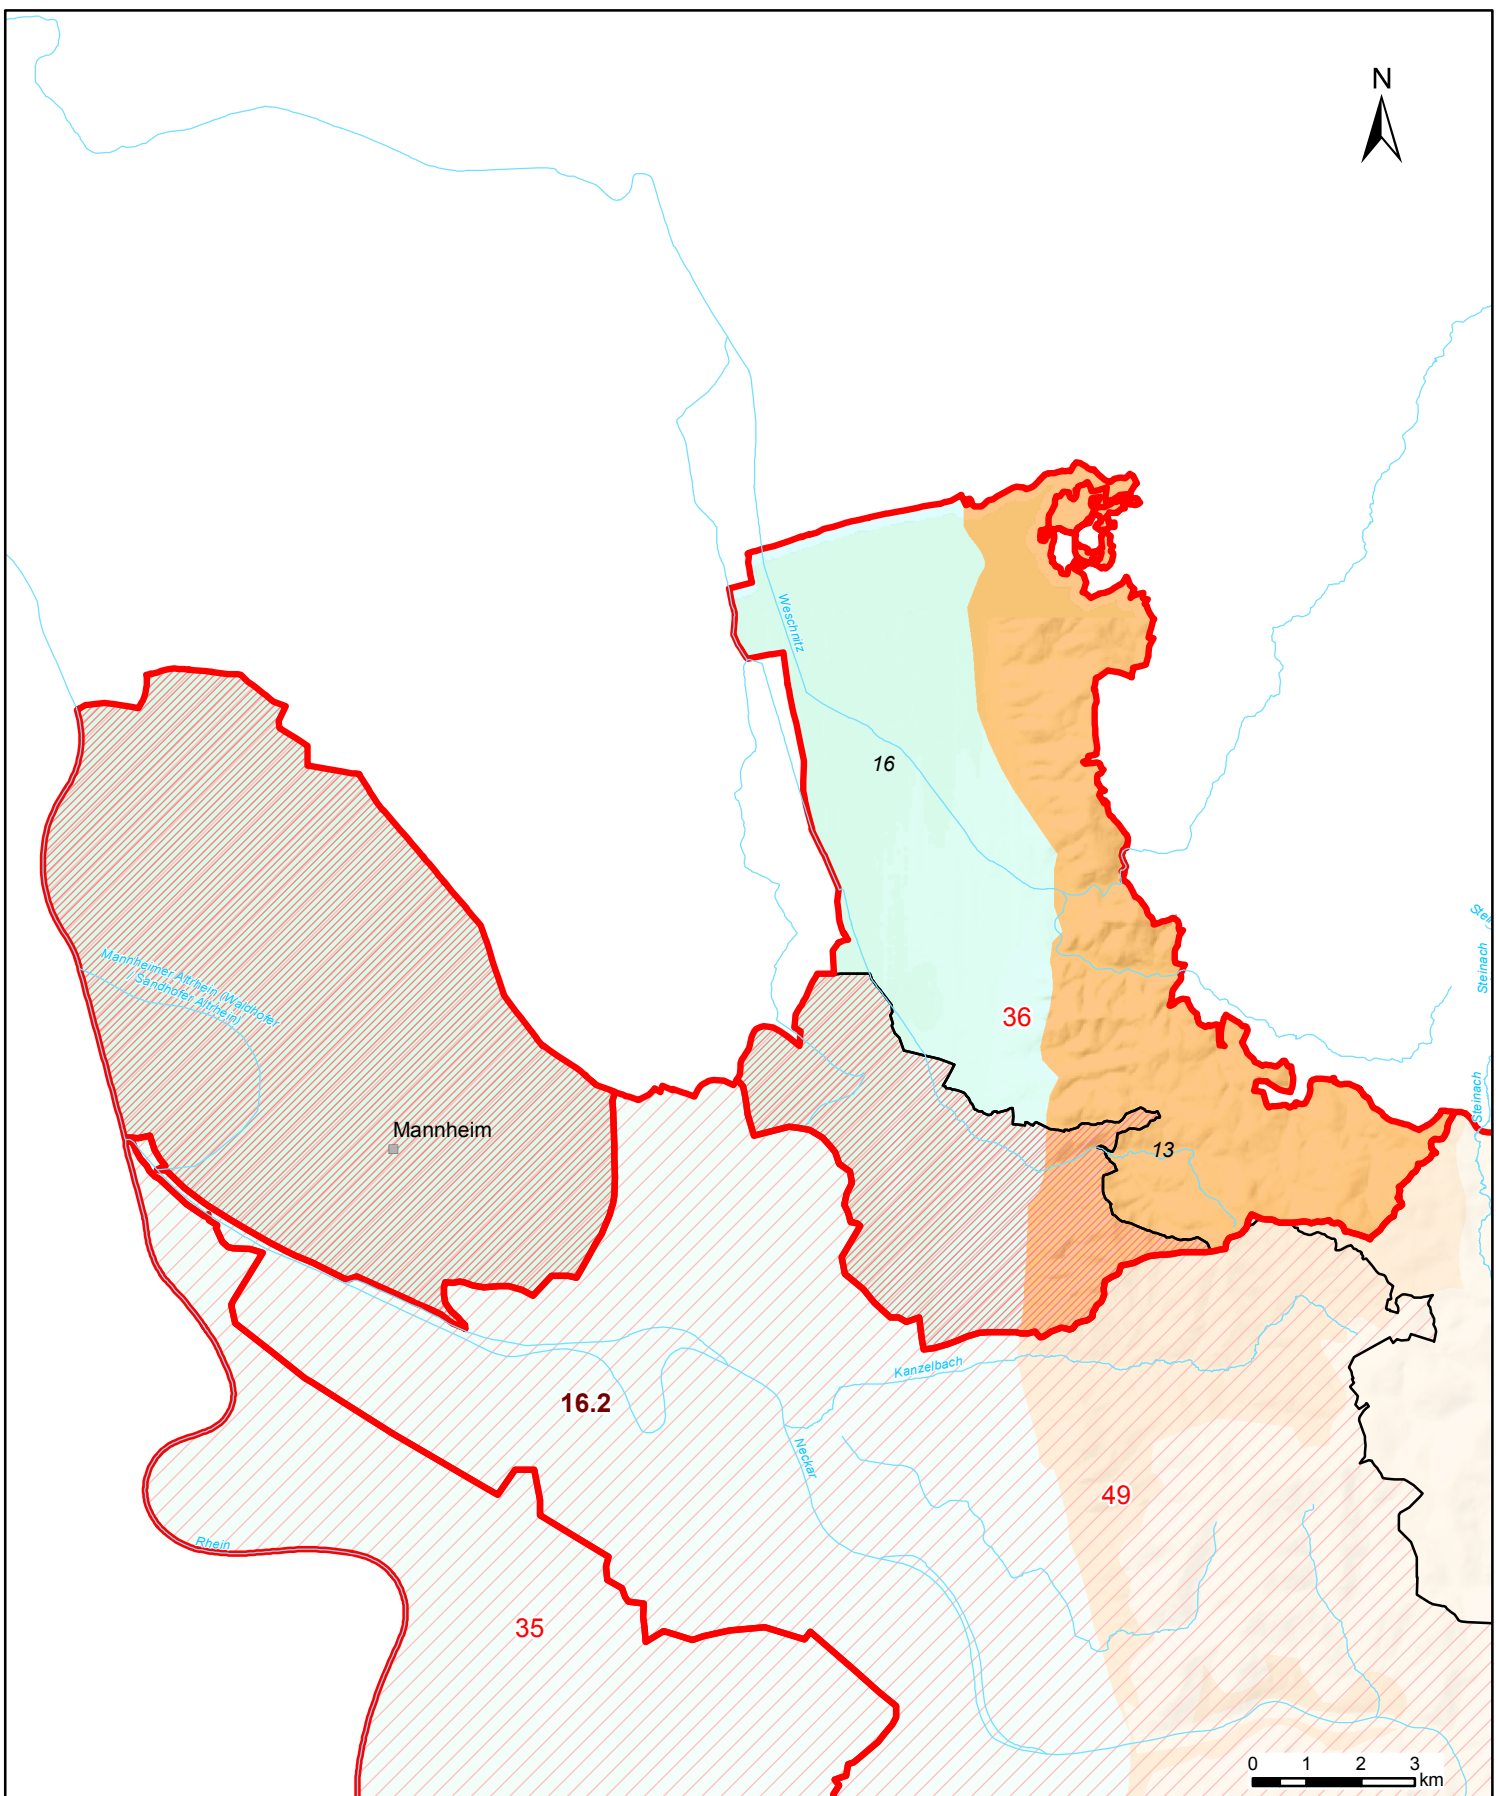 N
Weschnitz
16
Stei
Steinach
Mannheimer Altrhein (Waldhofer
/ Sandhofer Altrhein)
36
Steinach
Mannheim
13
Kanzelbach
16.2
Neckar
49
Rhein
35
0 1 2 3
km